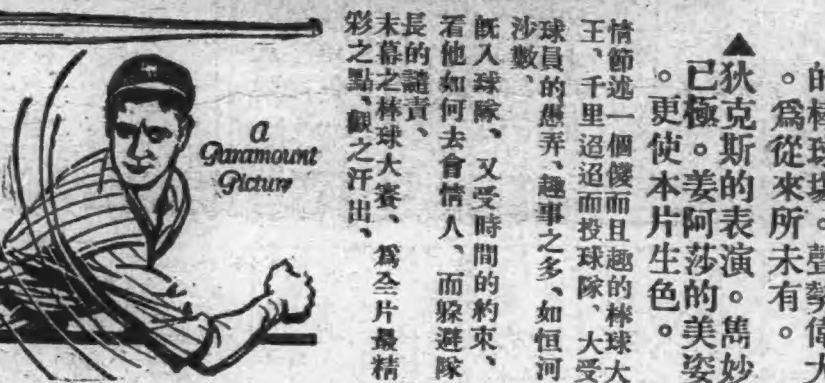 的棒球場。聲勢偉大
。爲從來所未有。
▲狄克斯的表演。雋妙
已極。姜阿莎的美姿
。更使本片生色。
情節述一個傻而且趣的棒球大
王、千里迢迢而投球隊、大受
球員的愚弄、趣事之多、如恒河
沙數、
旣入球隊、又受時間的約束、
看他如何去會情人、而躱避隊
長的譴責、
末幕之棒球大賽、爲全片最精
彩之點、觀之汗出、
a
Paramount
Picture